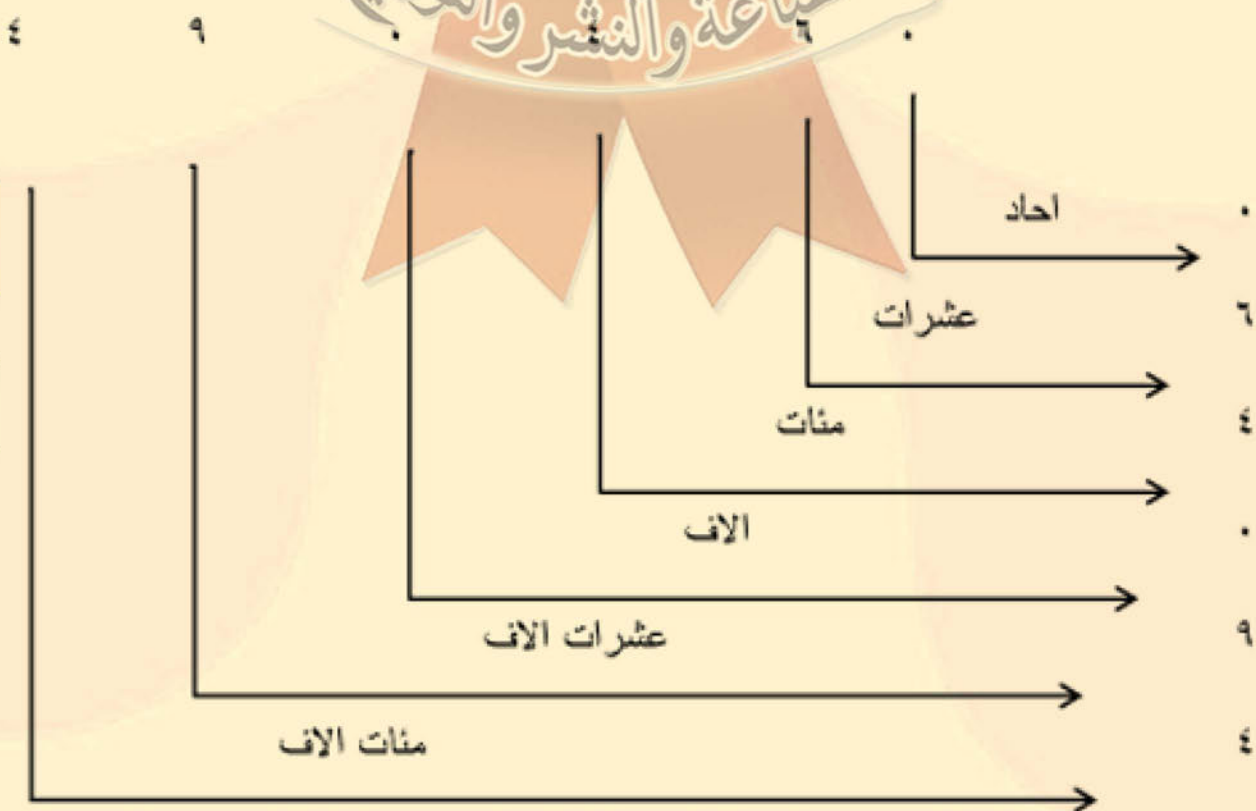 والنشر
٤ ٩ ٠ ٤ ٦ ٠
احاد ٠
عشرات ٦
مئات ٤
الاف ٠
عشرات الاف ٩
مئات الاف ٤